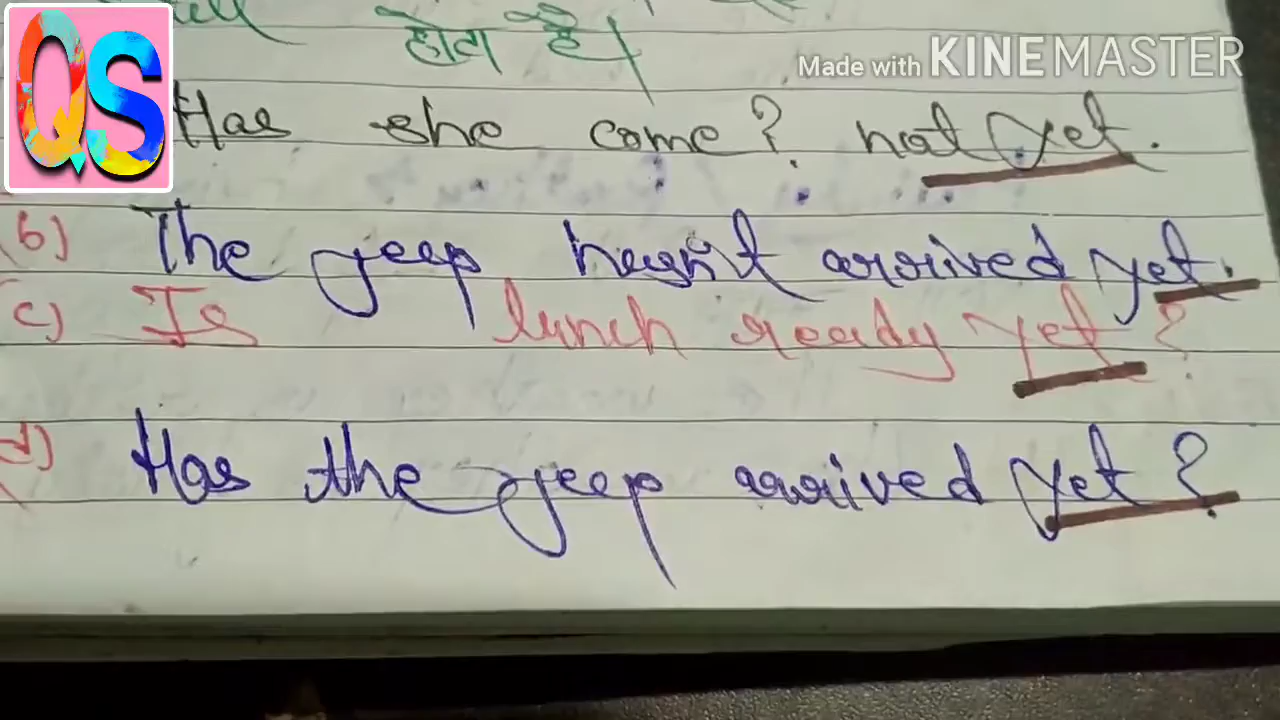 होता है।
QS
Made with KINEMASTER
Has she come? not yet.
(b) The jeep hasn't arrived yet.
(c) Is lunch ready yet?
d) Has the jeep arrived yet?